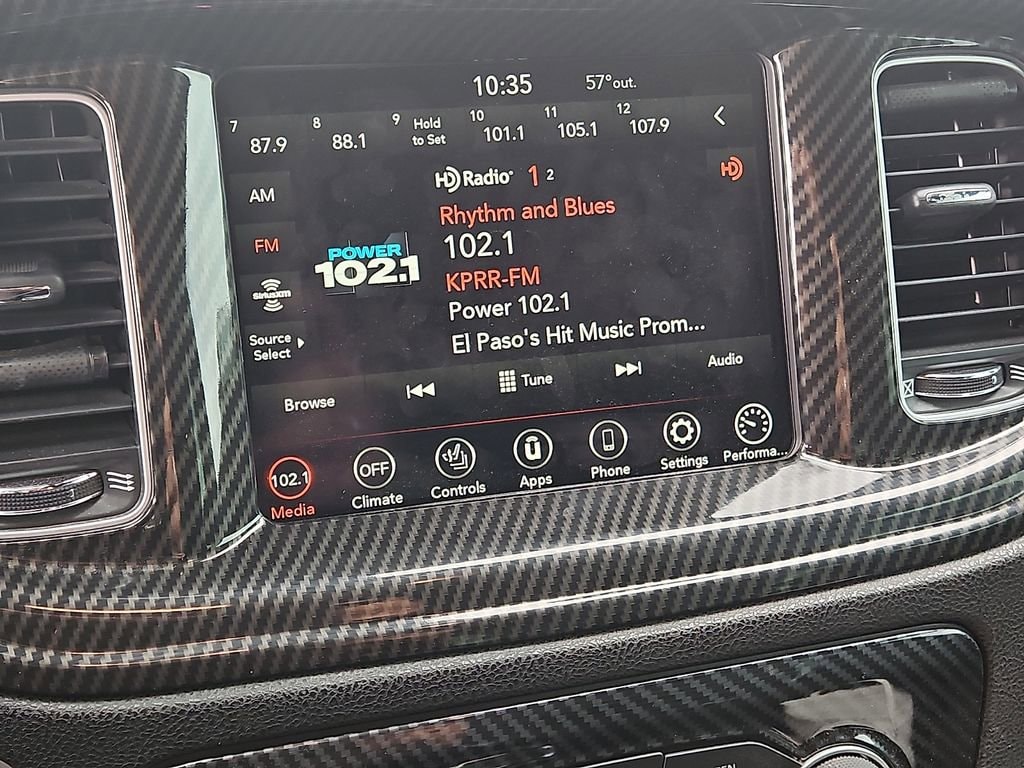 10:35 57°out.
7 87.9 8 88.1 9 Hold to Set 10 101.1 11 105.1 12 107.9
HD Radio 1 2 HD
AM
Rhythm and Blues
FM
POWER
102.1
102.1
KPRR-FM
SiriusXM
Power 102.1
El Paso's Hit Music Prom...
Source
Select
Browse Tune Audio
102.1 OFF
Media Climate Controls Apps Phone Settings Performa...